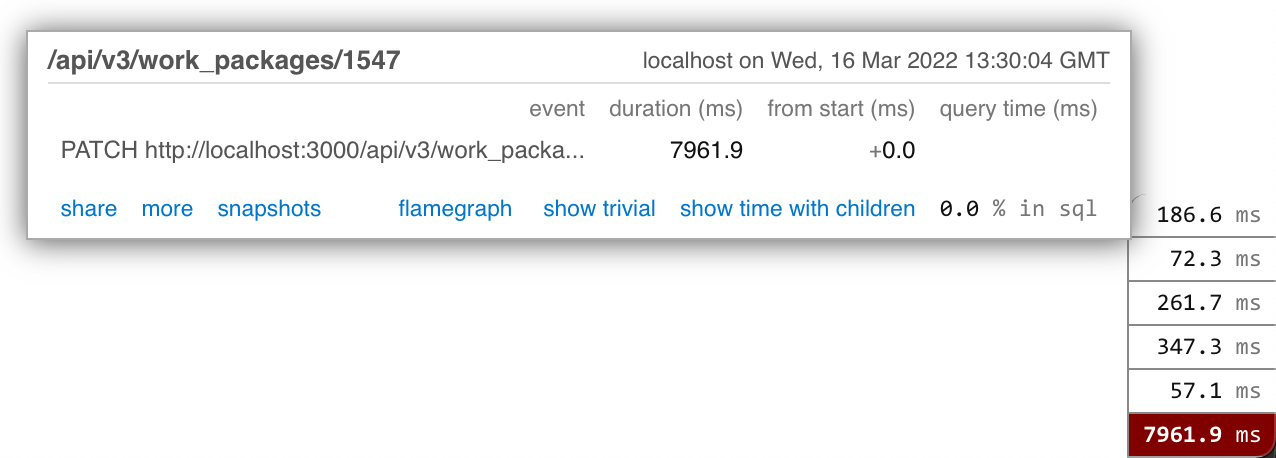 /api/v3/work_packages/1547 localhost on Wed, 16 Mar 2022 13:30:04 GMT
event duration (ms) from start (ms) query time (ms)
PATCH http://localhost:3000/api/v3/work_packa... 7961.9 +0.0
share more snapshots flamegraph show trivial show time with children 0.0 % in sql
186.6 ms
72.3 ms
261.7 ms
347.3 ms
57.1 ms
7961.9 ms